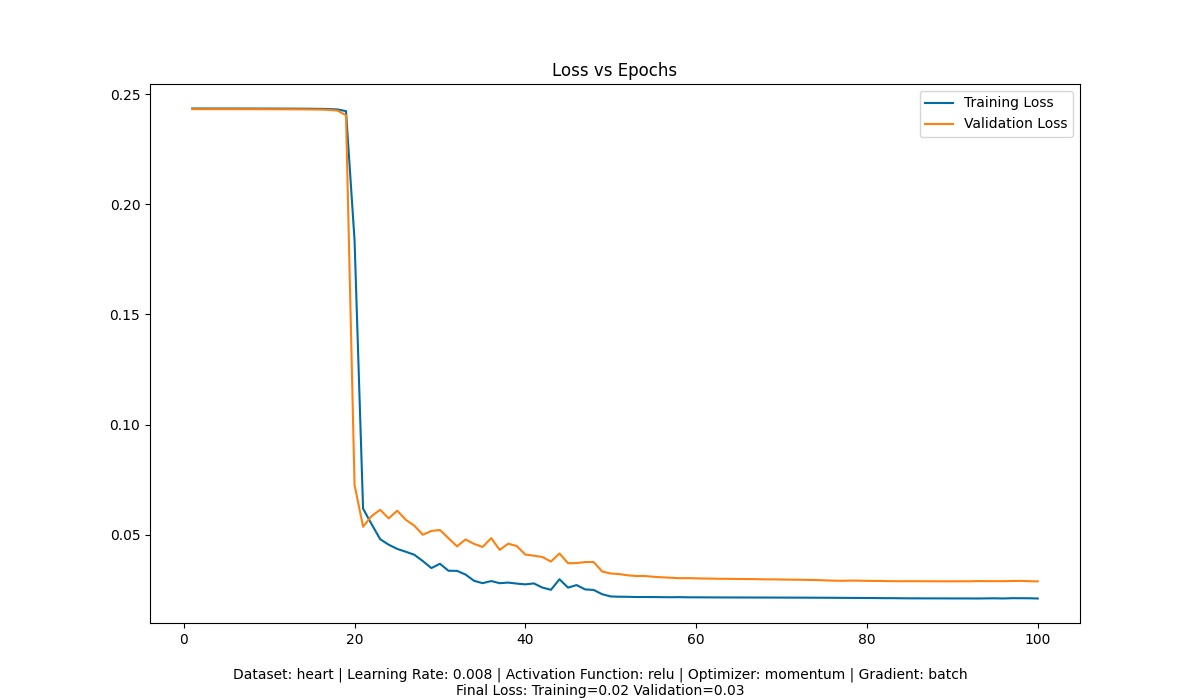 Loss vs Epochs
Training Loss
Validation Loss
0.25
0.20
0.15
0.10
0.05
0 20 40 60 80 100
Dataset: heart | Learning Rate: 0.008 | Activation Function: relu | Optimizer: momentum | Gradient: batch
Final Loss: Training=0.02 Validation=0.03